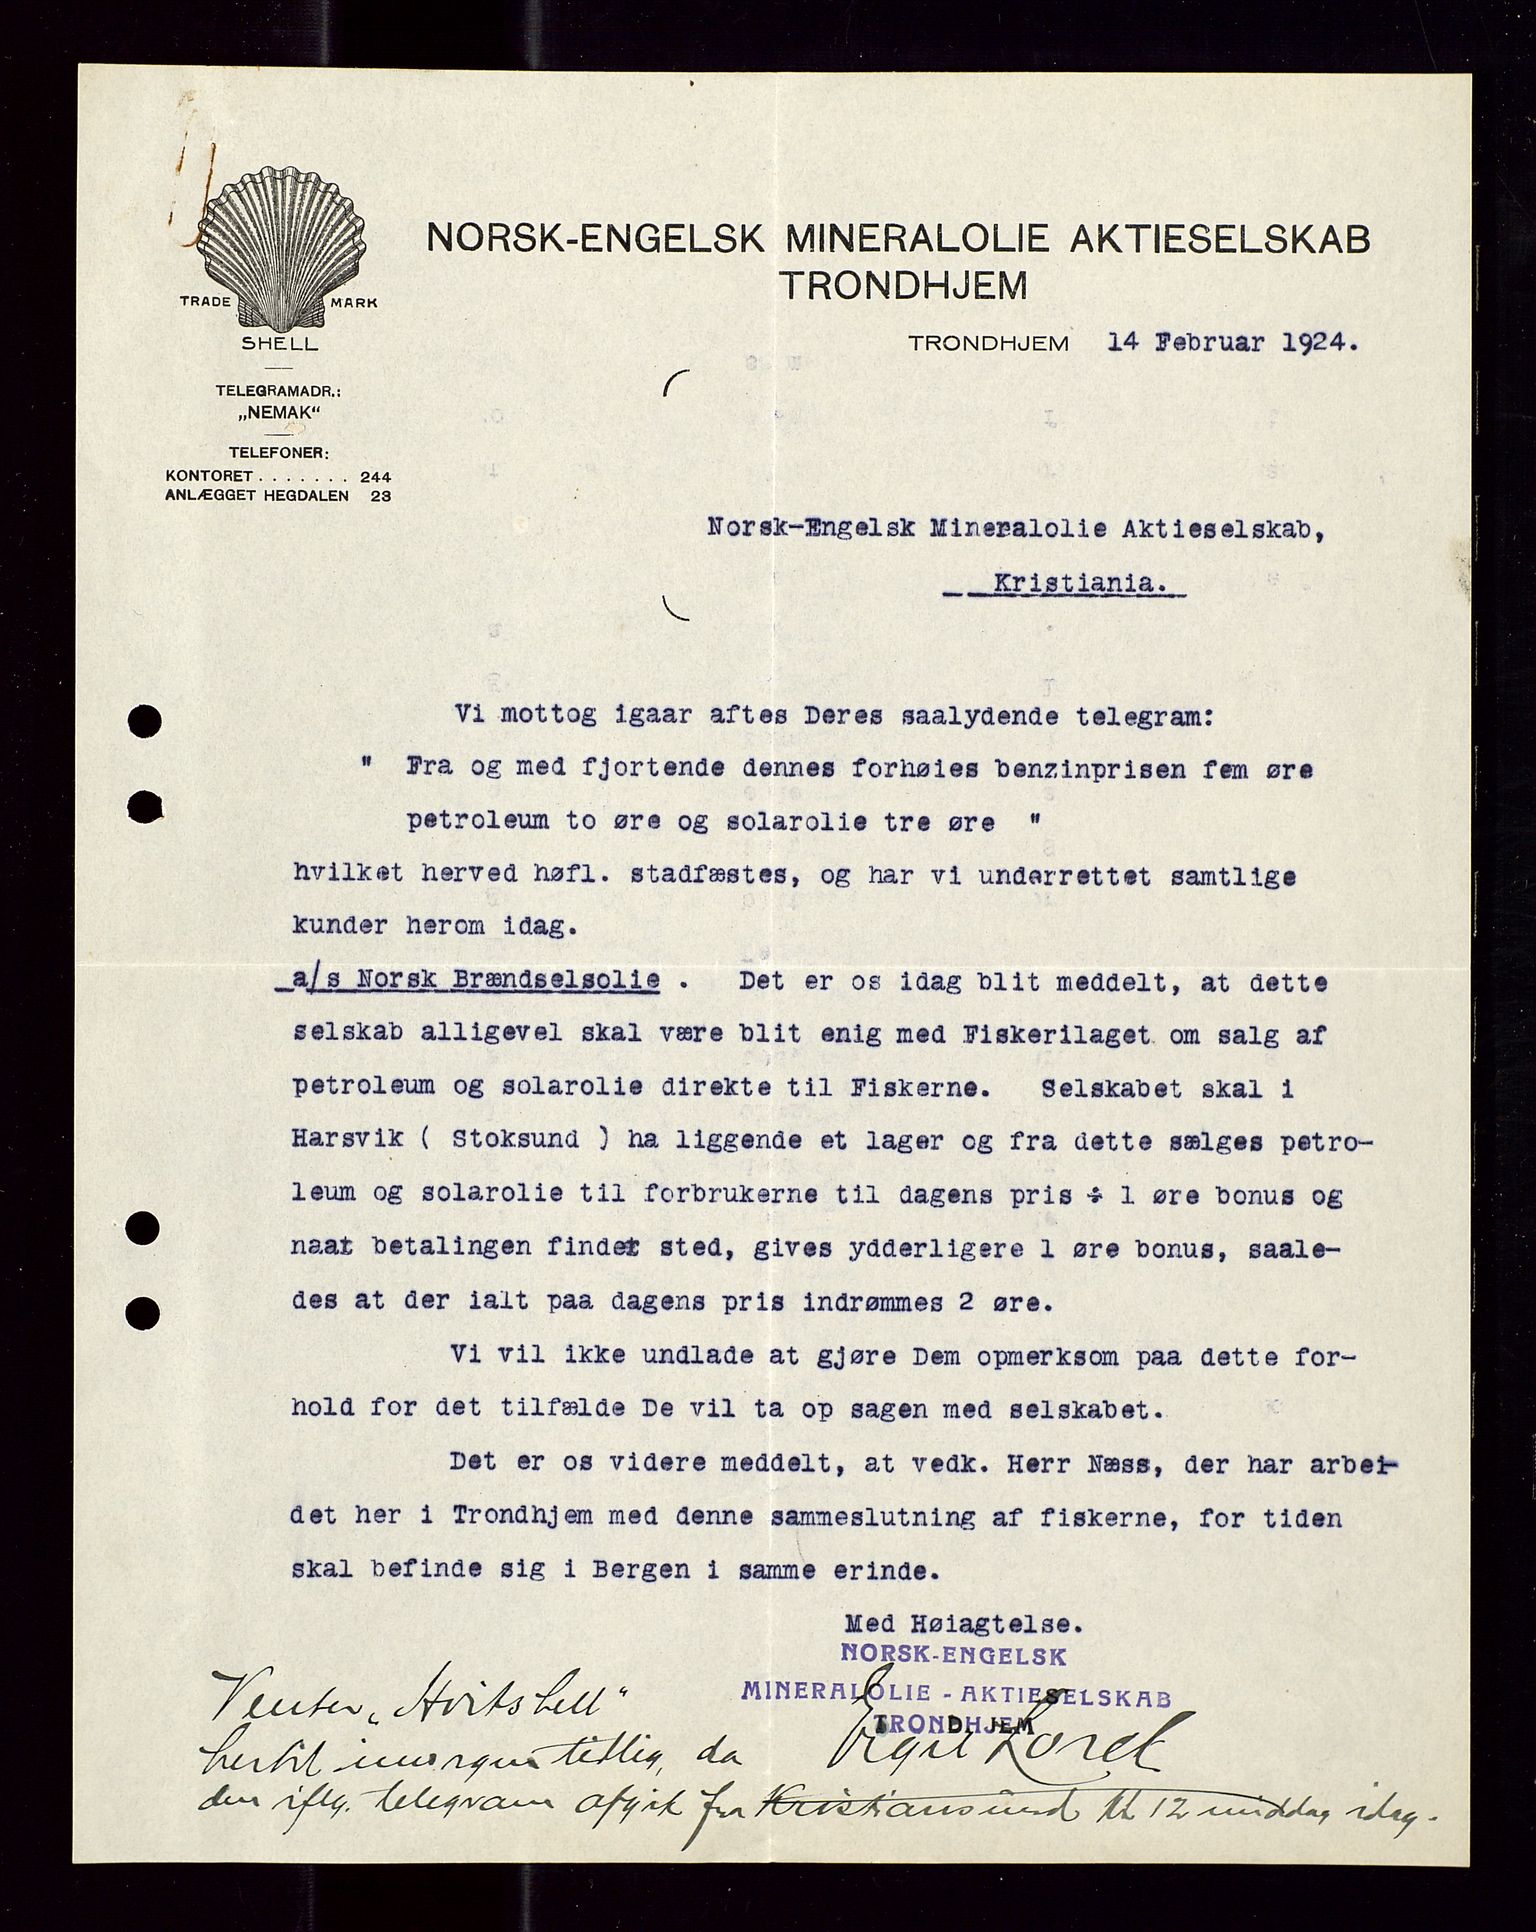 NORSK-ENGELSK MINERALOLIE AKTIESELSKAB
TRONDHJEM
TRADE MARK
SHELL
TELEGRAMADR.:
„NEMAK“
TELEFONER:
KONTORET . . . . . . . 244
ANLÆGGET HEGDALEN 23
TRONDHJEM 14 Februar 1924.
Norsk-Engelsk Mineralolie Aktieselskab,
Kristiania.
Vi mottog igaar aftes Deres saalydende telegram:
" Fra og med fjortende dennes forhøies benzinprisen fem øre
petroleum to øre og solarolie tre øre "
hvilket herved høfl. stadfæstes, og har vi underrettet samtlige
kunder herom idag.
a/s Norsk Brændselsolie . Det er os idag blit meddelt, at dette
selskab alligevel skal være blit enig med Fiskerilaget om salg af
petroleum og solarolie direkte til Fiskerne. Selskabet skal i
Harsvik ( Stoksund ) ha liggende et lager og fra dette sælges petro-
leum og solarolie til forbrukerne til dagens pris ÷ 1 øre bonus og
naar betalingen finder sted, gives ydderligere 1 øre bonus, saale-
des at der ialt paa dagens pris indrømmes 2 øre.
Vi vil ikke undlade at gjøre Dem opmerksom paa dette for-
hold for det tilfælde De vil ta op sagen med selskabet.
Det er os videre meddelt, at vedk. Herr Næss, der har arbei-
det her i Trondhjem med denne sammeslutning af fiskerne, for tiden
skal befinde sig i Bergen i samme erinde.
Med Høiagtelse.
NORSK-ENGELSK
MINERALOLIE - AKTIESELSKAB
TRONDHJEM
Venter „Hvitshell“
hertil imorgen tidlig, da
den iflg. telegram afgik fra Kristiansund kl 12 middag idag.